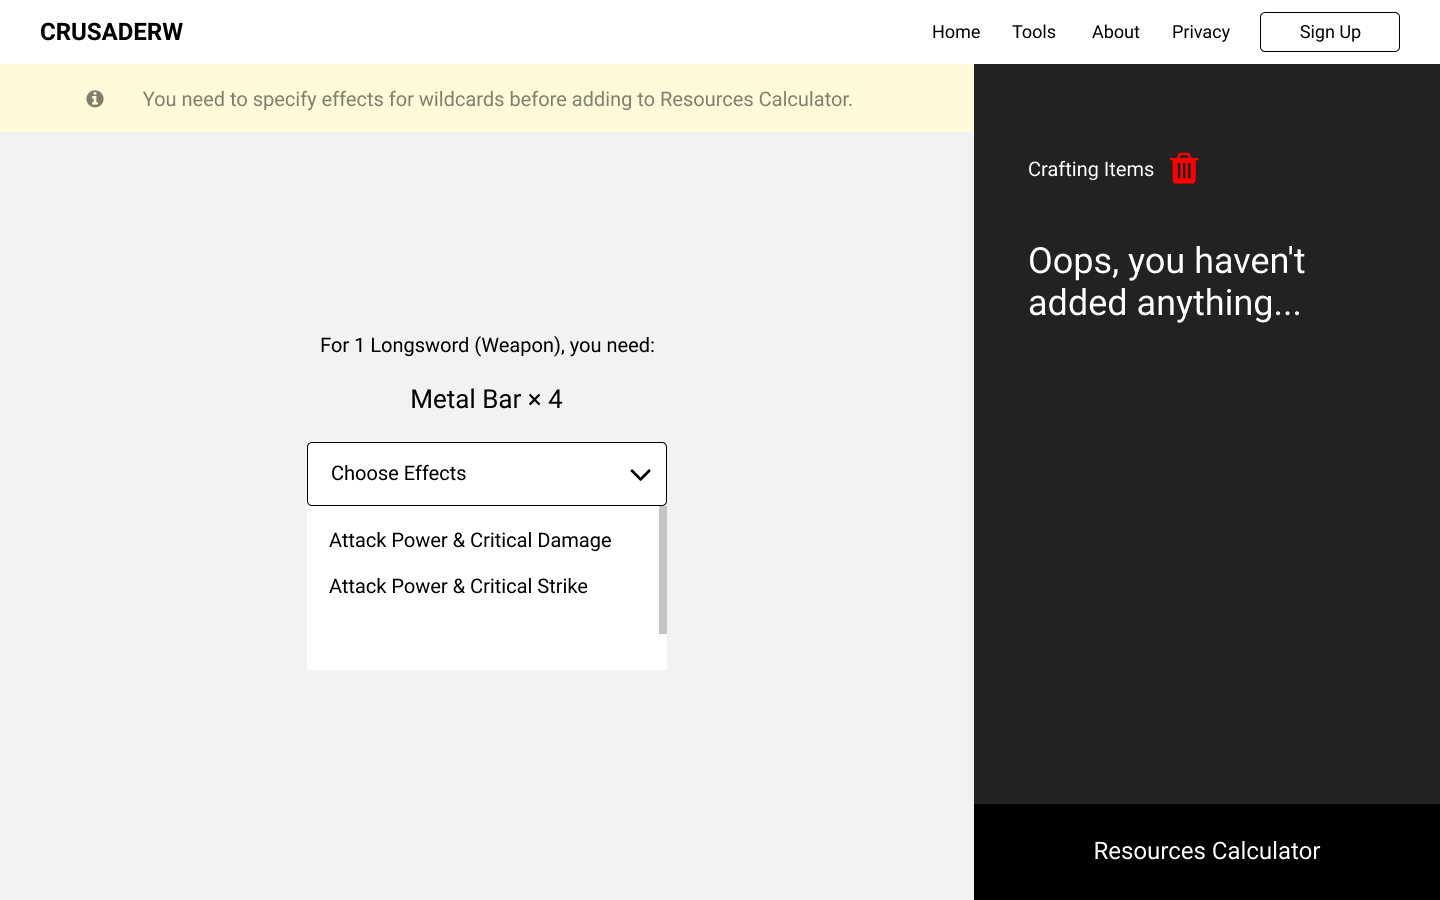 CRUSADERW
Home
Tools
About
Privacy
Sign Up
You need to specify effects for wildcards before adding to Resources Calculator.
For 1 Longsword (Weapon), you need:
Metal Bar × 4
Choose Effects
Attack Power & Critical Damage
Attack Power & Critical Strike
Crafting Items
Oops, you haven't
added anything...
Resources Calculator